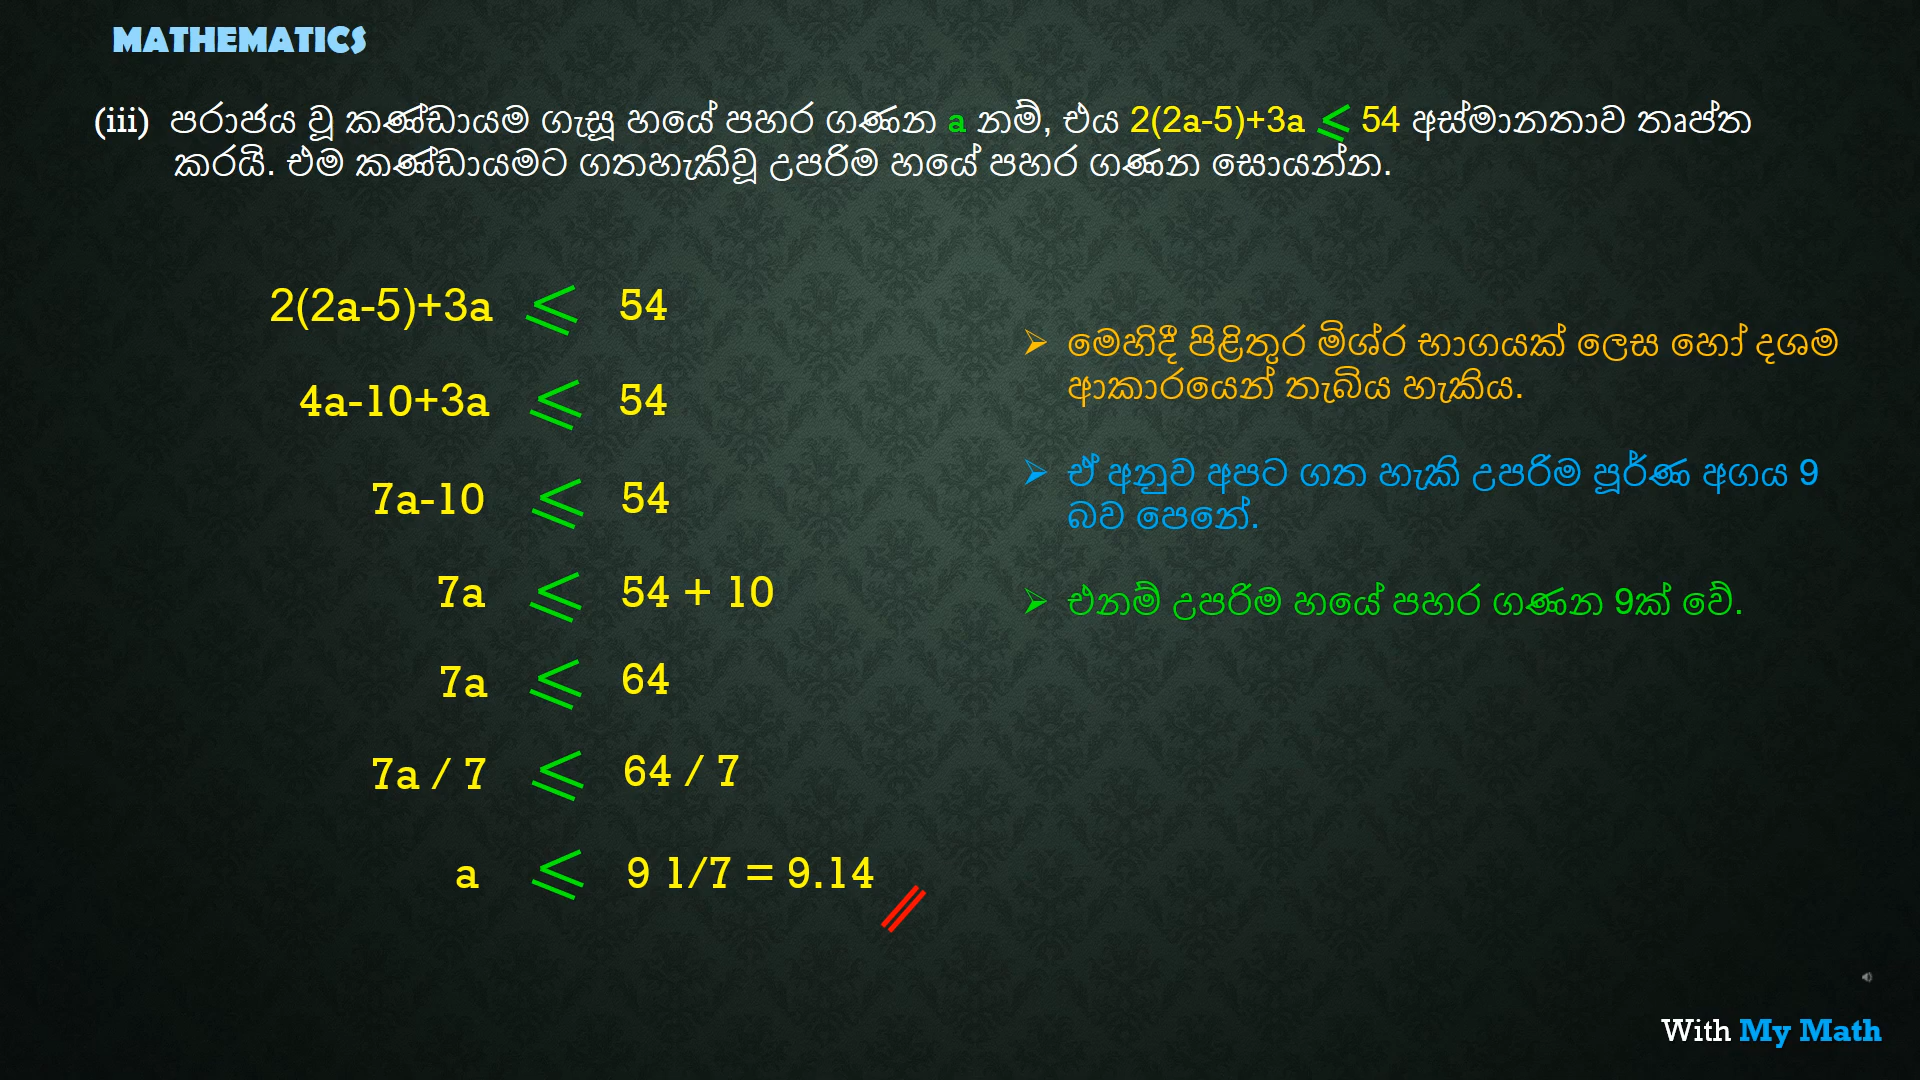 MATHEMATICS
(iii) පරාජය වූ කණ්ඩායම ගැසූ හයේ පහර ගණන a නම්, එය 2(2a-5)+3a ⩽ 54 අස්මානතාව තෘප්ත
කරයි. එම කණ්ඩායමට ගතහැකිවූ උපරිම හයේ පහර ගණන සොයන්න.
2(2a-5)+3a ⩽ 54
4a-10+3a ⩽ 54
7a-10 ⩽ 54
7a ⩽ 54 + 10
7a ⩽ 64
7a / 7 ⩽ 64 / 7
a ⩽ 9 1/7 = 9.14
➢ මෙහිදී පිළිතුර මිශ්ර භාගයක් ලෙස හෝ දශම
ආකාරයෙන් තැබිය හැකිය.
➢ ඒ අනුව අපට ගත හැකි උපරිම පූර්ණ අගය 9
බව පෙනේ.
➢ එනම් උපරිම හයේ පහර ගණන 9ක් වේ.
With My Math